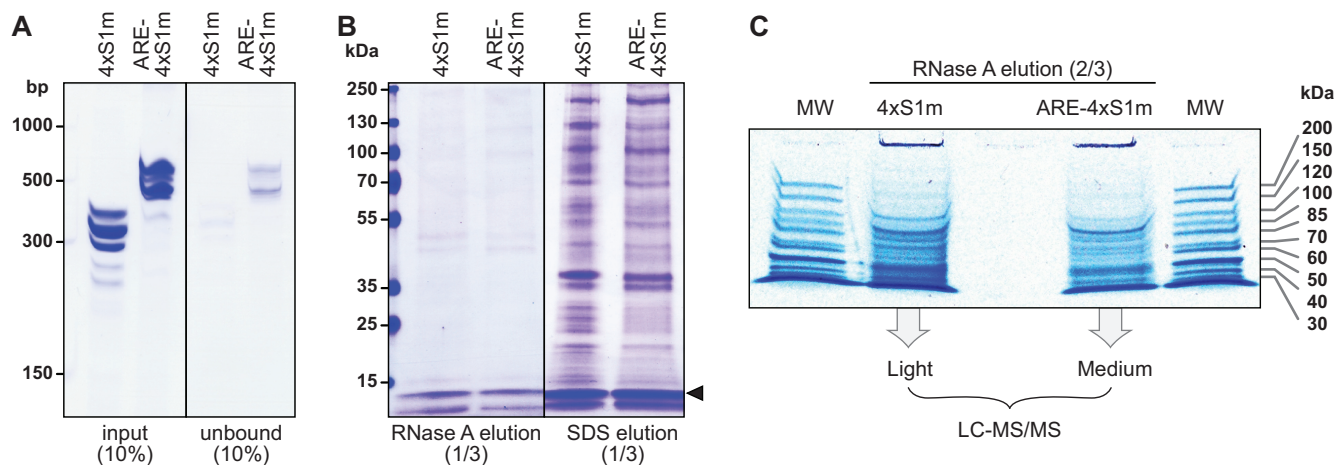 A
4xS1m
ARE-
4xS1m
4xS1m
ARE-
4xS1m
bp
1000
500
300
150
input
(10%)
unbound
(10%)
B
kDa
4xS1m
ARE-
4xS1m
4xS1m
ARE-
4xS1m
250
130
100
70
55
35
25
15
RNase A elution
(1/3)
SDS elution
(1/3)
C
RNase A elution (2/3)
MW
4xS1m
ARE-4xS1m
MW
kDa
200
150
120
100
85
70
60
50
40
30
Light
Medium
LC-MS/MS